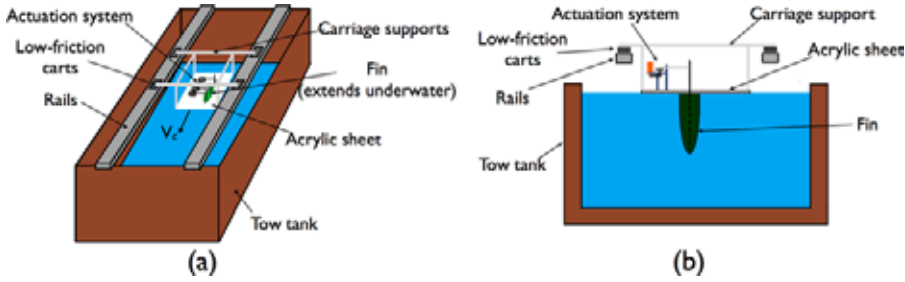 Actuation system
Low-friction
carts
Rails
Carriage supports
Fin
(extends underwater)
Acrylic sheet
Vc
Tow tank
(a)
Actuation system
Low-friction
carts
Rails
Tow
tank
Carriage support
Acrylic sheet
Fin
(b)